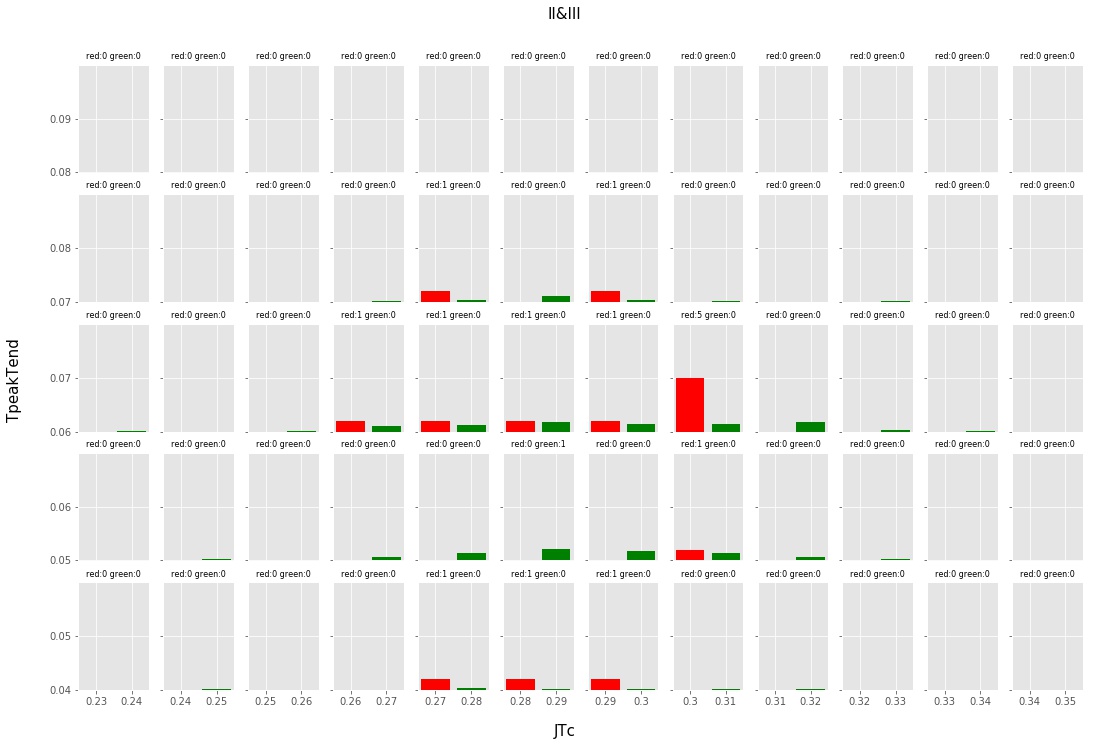 II&III
red:0 green:0 red:0 green:0 red:0 green:0 red:0 green:0 red:0 green:0 red:0 green:0 red:0 green:0 red:0 green:0 red:0 green:0 red:0 green:0 red:0 green:0 red:0 green:0
0.09
0.08
red:0 green:0 red:0 green:0 red:0 green:0 red:0 green:0 red:1 green:0 red:0 green:0 red:1 green:0 red:0 green:0 red:0 green:0 red:0 green:0 red:0 green:0 red:0 green:0
0.08
0.07
red:0 green:0 red:0 green:0 red:0 green:0 red:1 green:0 red:1 green:0 red:1 green:0 red:1 green:0 red:5 green:0 red:0 green:0 red:0 green:0 red:0 green:0 red:0 green:0
TpeakTend
0.07
0.06
red:0 green:0 red:0 green:0 red:0 green:0 red:0 green:0 red:0 green:0 red:0 green:1 red:0 green:0 red:1 green:0 red:0 green:0 red:0 green:0 red:0 green:0 red:0 green:0
0.06
0.05
red:0 green:0 red:0 green:0 red:0 green:0 red:0 green:0 red:1 green:0 red:1 green:0 red:1 green:0 red:0 green:0 red:0 green:0 red:0 green:0 red:0 green:0 red:0 green:0
0.05
0.04
0.23 0.24 0.24 0.25 0.25 0.26 0.26 0.27 0.27 0.28 0.28 0.29 0.29 0.3 0.3 0.31 0.31 0.32 0.32 0.33 0.33 0.34 0.34 0.35
JTc